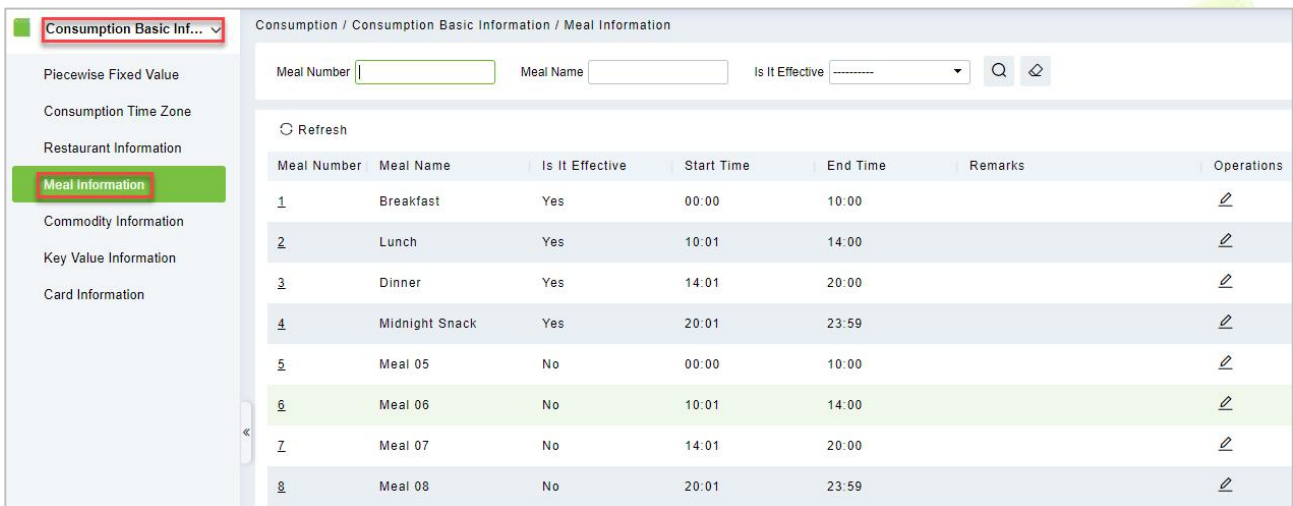 Consumption Basic Inf...
Piecewise Fixed Value
Consumption Time Zone
Restaurant Information
Meal Information
Commodity Information
Key Value Information
Card Information
Consumption / Consumption Basic Information / Meal Information
Meal Number Meal Name Is It Effective ----------
Refresh
Meal Number Meal Name Is It Effective Start Time End Time Remarks Operations
1 Breakfast Yes 00:00 10:00
2 Lunch Yes 10:01 14:00
3 Dinner Yes 14:01 20:00
4 Midnight Snack Yes 20:01 23:59
5 Meal 05 No 00:00 10:00
6 Meal 06 No 10:01 14:00
7 Meal 07 No 14:01 20:00
8 Meal 08 No 20:01 23:59